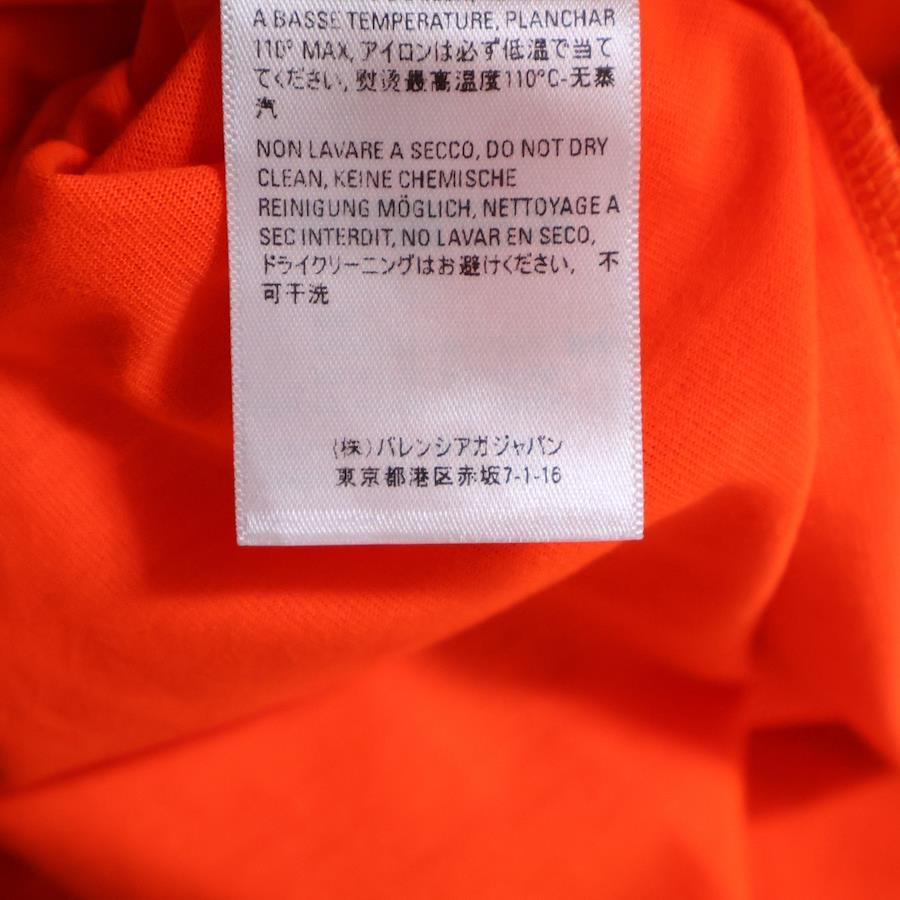 A BASSE TEMPERATURE, PLANCHAR
110° MAX, アイロンは必ず低温で当て
てください, 熨烫最高温度110°C-无蒸
汽
NON LAVARE A SECCO, DO NOT DRY
CLEAN, KEINE CHEMISCHE
REINIGUNG MÖGLICH, NETTOYAGE A
SEC INTERDIT, NO LAVAR EN SECO,
ドライクリーニングはお避けください, 不
可干洗
(株)バレンシアガジャパン
東京都港区赤坂7-1-16